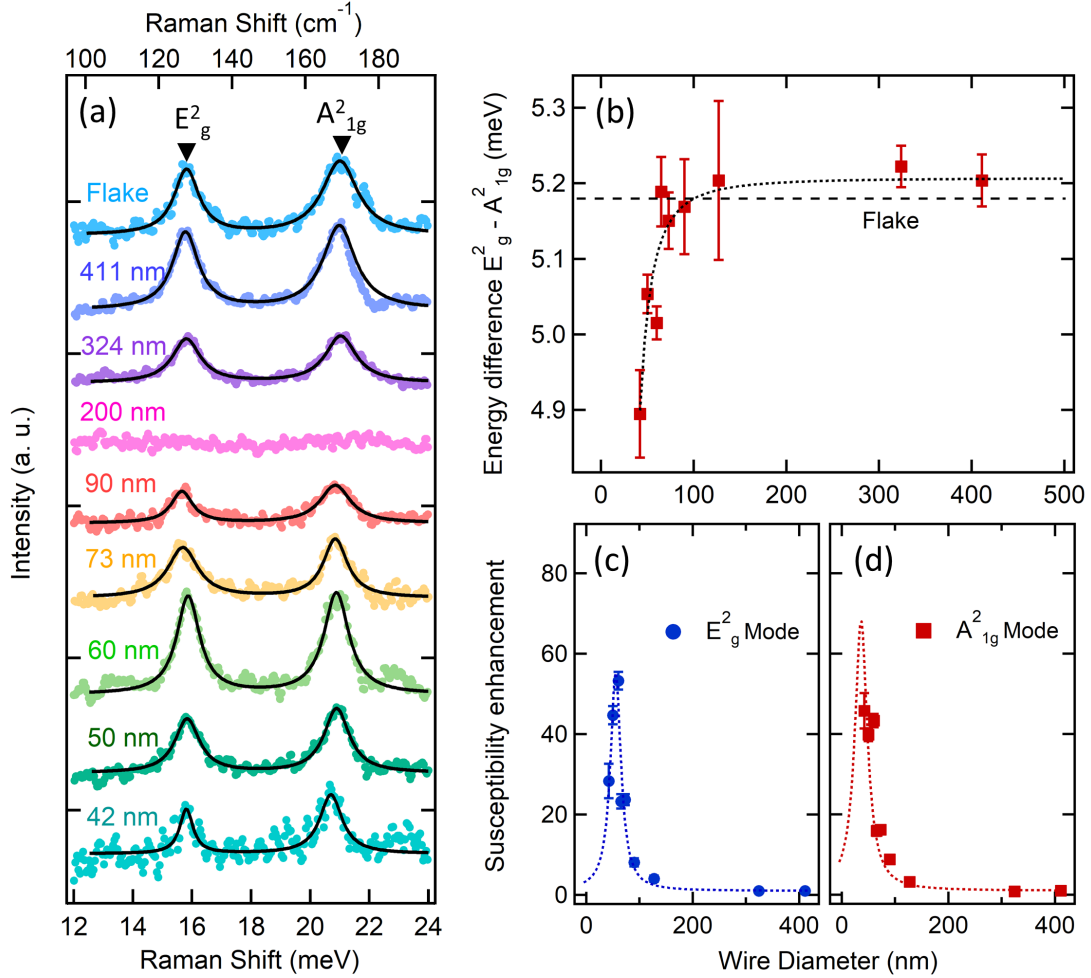 Raman Shift (cm⁻¹)
100 120 140 160 180
(a)
E²g
A²1g
Flake
411 nm
324 nm
200 nm
90 nm
73 nm
60 nm
50 nm
42 nm
Intensity (a. u.)
12 14 16 18 20 22 24
Raman Shift (meV)
(b)
Energy difference E²g - A²1g (meV)
5.3
5.2
5.1
5.0
4.9
Flake
0 100 200 300 400 500
(c)
Susceptibility enhancement
80
60
40
20
0
E²g Mode
0 200 400
(d)
A²1g Mode
0 200 400
Wire Diameter (nm)